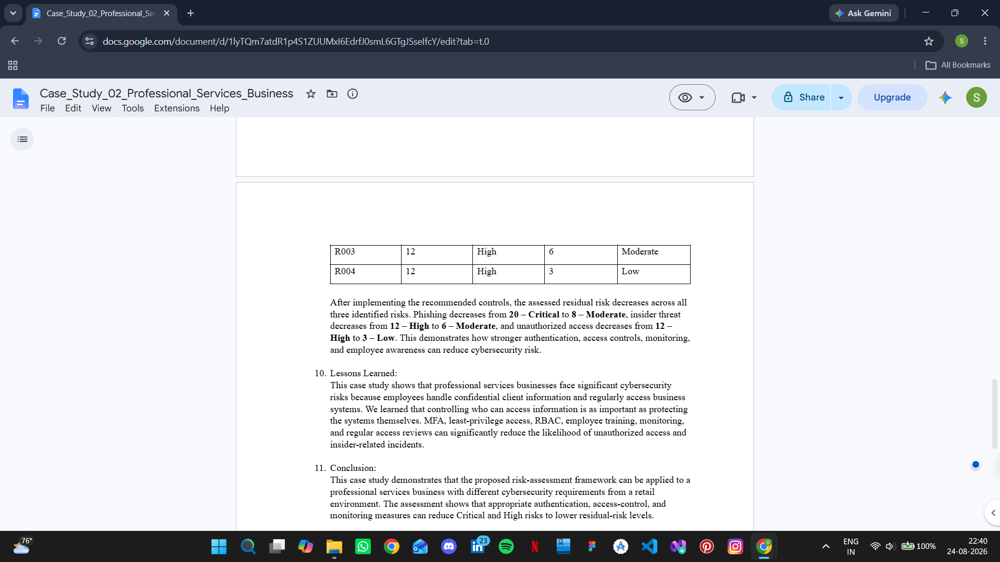 Case_Study_02_Professional_Se
Ask Gemini
docs.google.com/document/d/1lyTQm7atdR1p4S1ZUUMxI6EdrfJ0smL6GTgJSselfcY/edit?tab=t.0
S
All Bookmarks
Case_Study_02_Professional_Services_Business
File Edit View Tools Extensions Help
Share
Upgrade
S
R003 12 High 6 Moderate
R004 12 High 3 Low
After implementing the recommended controls, the assessed residual risk decreases across all
three identified risks. Phishing decreases from 20 – Critical to 8 – Moderate, insider threat
decreases from 12 – High to 6 – Moderate, and unauthorized access decreases from 12 –
High to 3 – Low. This demonstrates how stronger authentication, access controls, monitoring,
and employee awareness can reduce cybersecurity risk.
10. Lessons Learned:
This case study shows that professional services businesses face significant cybersecurity
risks because employees handle confidential client information and regularly access business
systems. We learned that controlling who can access information is as important as protecting
the systems themselves. MFA, least-privilege access, RBAC, employee training, monitoring,
and regular access reviews can significantly reduce the likelihood of unauthorized access and
insider-related incidents.
11. Conclusion:
This case study demonstrates that the proposed risk-assessment framework can be applied to a
professional services business with different cybersecurity requirements from a retail
environment. The assessment shows that appropriate authentication, access-control, and
monitoring measures can reduce Critical and High risks to lower residual-risk levels.
76°
23
ENG
IN
100%
22:40
24-08-2026